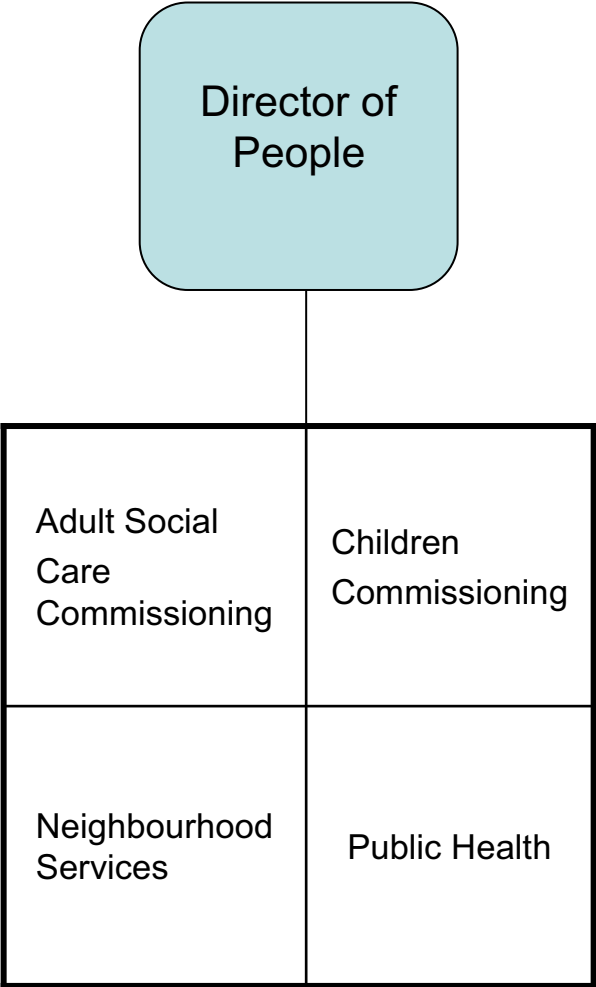 Director of
People
Adult Social
Care
Commissioning
Children
Commissioning
Neighbourhood
Services
Public Health